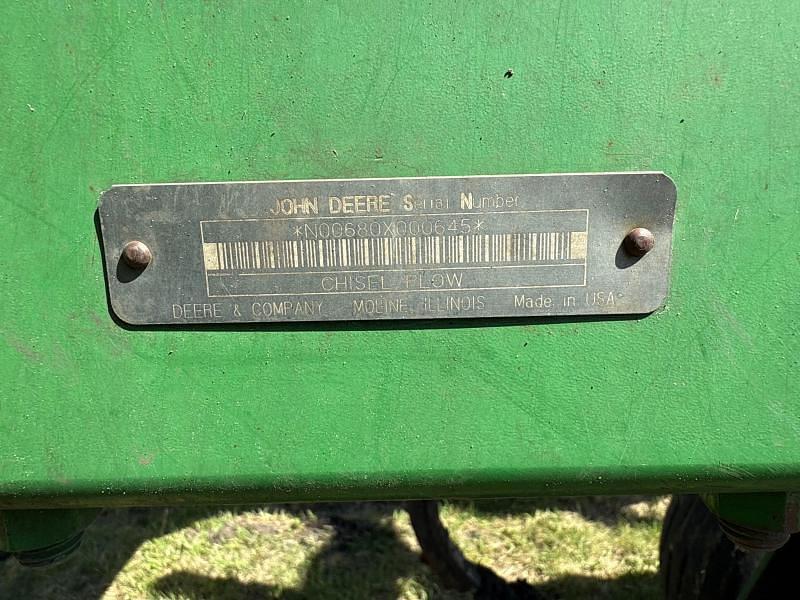 JOHN DEERE Serial Number
*N00680X000645*
CHISEL PLOW
DEERE & COMPANY MOLINE, ILLINOIS Made in USA